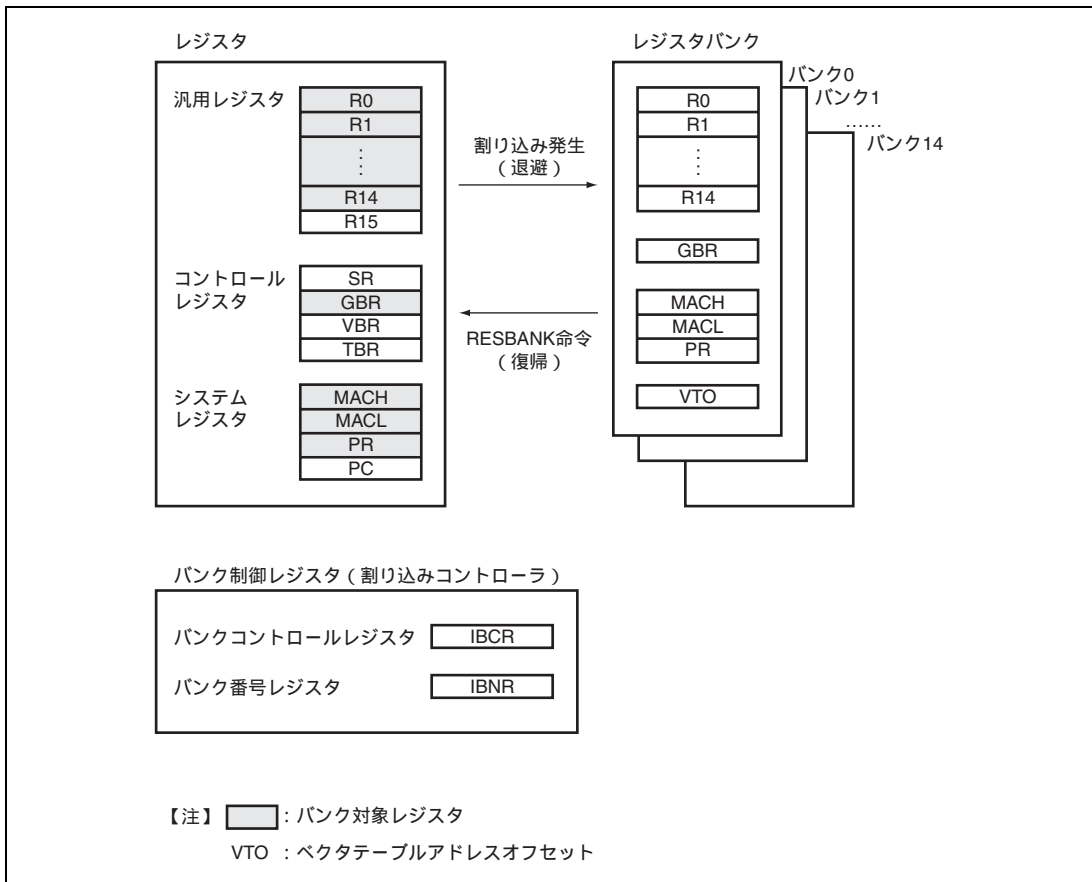 レジスタ
汎用レジスタ
R0
R1
⋮
R14
R15
コントロール
レジスタ
SR
GBR
VBR
TBR
システム
レジスタ
MACH
MACL
PR
PC
割り込み発生
(退避)
RESBANK命令
(復帰)
レジスタバンク
バンク0
バンク1
……
バンク14
R0
R1
⋮
R14
GBR
MACH
MACL
PR
VTO
バンク制御レジスタ(割り込みコントローラ)
バンクコントロールレジスタ IBCR
バンク番号レジスタ IBNR
【注】 :バンク対象レジスタ
VTO :ベクタテーブルアドレスオフセット